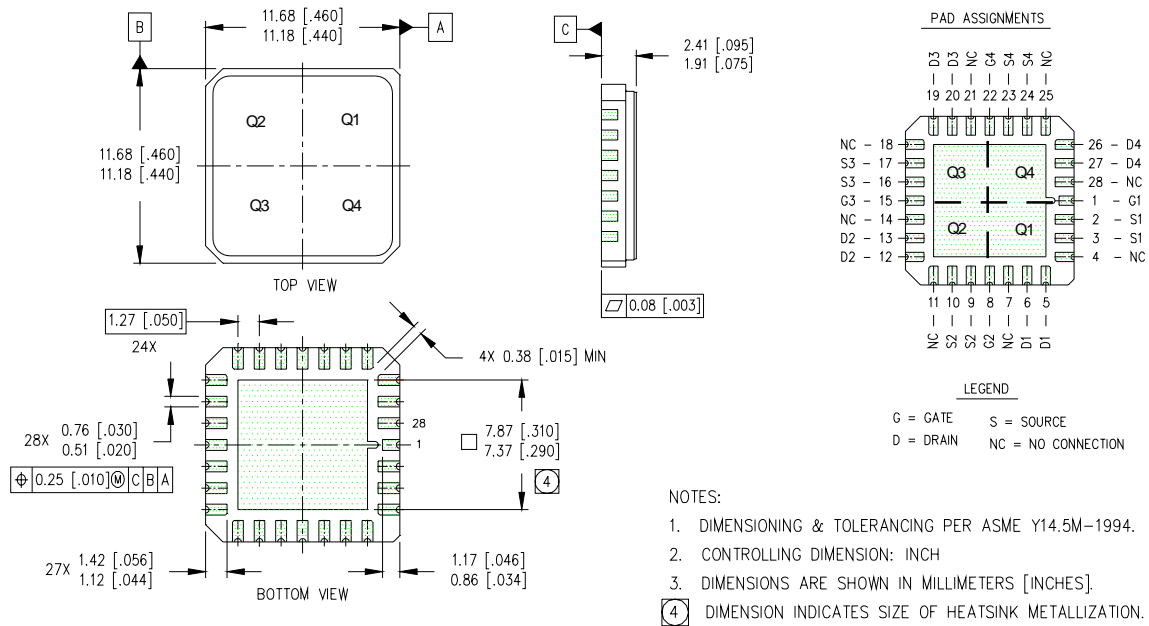 B
11.68 [.460]
11.18 [.440]
A
Q2
Q1
Q3
Q4
11.68 [.460]
11.18 [.440]
TOP VIEW
C
2.41 [.095]
1.91 [.075]
0.08 [.003]
PAD ASSIGNMENTS
D3 D3 NC G4 S4 S4 NC
19 20 21 22 23 24 25
NC - 18
S3 - 17
S3 - 16
G3 - 15
NC - 14
D2 - 13
D2 - 12
Q3
Q4
Q2
Q1
26 - D4
27 - D4
28 - NC
1 - G1
2 - S1
3 - S1
4 - NC
11 10 9 8 7 6 5
NC S2 S2 G2 NC D1 D1
LEGEND
G = GATE S = SOURCE
D = DRAIN NC = NO CONNECTION
1.27 [.050]
24X
4X 0.38 [.015] MIN
28X 0.76 [.030]
0.51 [.020]
⌖ 0.25 [.010] Ⓜ C B A
28
1
7.87 [.310]
7.37 [.290]
4
27X 1.42 [.056]
1.12 [.044]
1.17 [.046]
0.86 [.034]
BOTTOM VIEW
NOTES:
1. DIMENSIONING & TOLERANCING PER ASME Y14.5M-1994.
2. CONTROLLING DIMENSION: INCH
3. DIMENSIONS ARE SHOWN IN MILLIMETERS [INCHES].
4 DIMENSION INDICATES SIZE OF HEATSINK METALLIZATION.